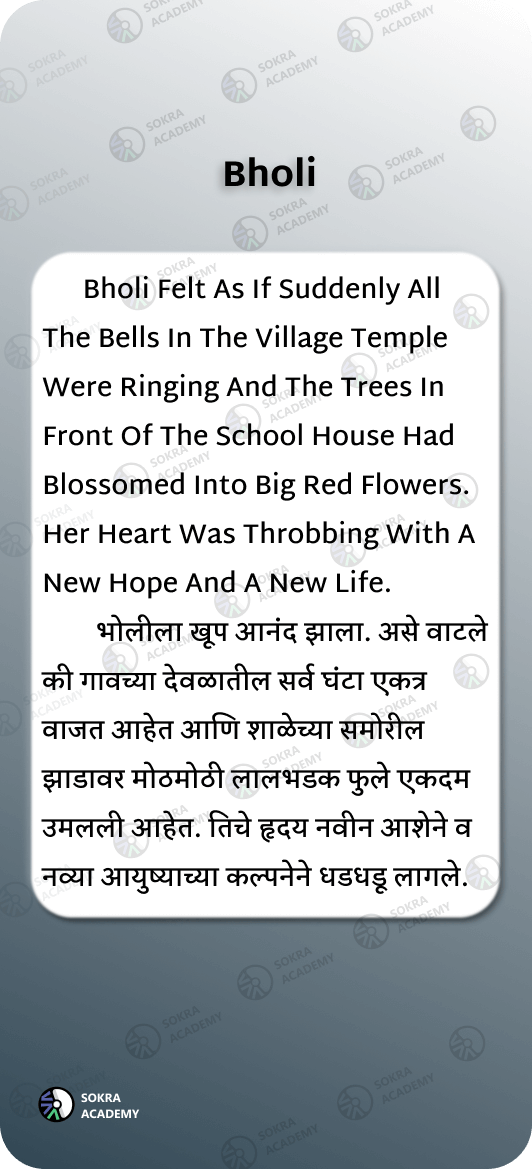 Bholi
Bholi Felt As If Suddenly All
The Bells In The Village Temple
Were Ringing And The Trees In
Front Of The School House Had
Blossomed Into Big Red Flowers.
Her Heart Was Throbbing With A
New Hope And A New Life.
भोलीला खूप आनंद झाला. असे वाटले
की गावच्या देवळातील सर्व घंटा एकत्र
वाजत आहेत आणि शाळेच्या समोरील
झाडावर मोठमोठी लालभडक फुले एकदम
उमलली आहेत. तिचे हृदय नवीन आशेने व
नव्या आयुष्याच्या कल्पनेने धडधडू लागले.
SOKRA
ACADEMY